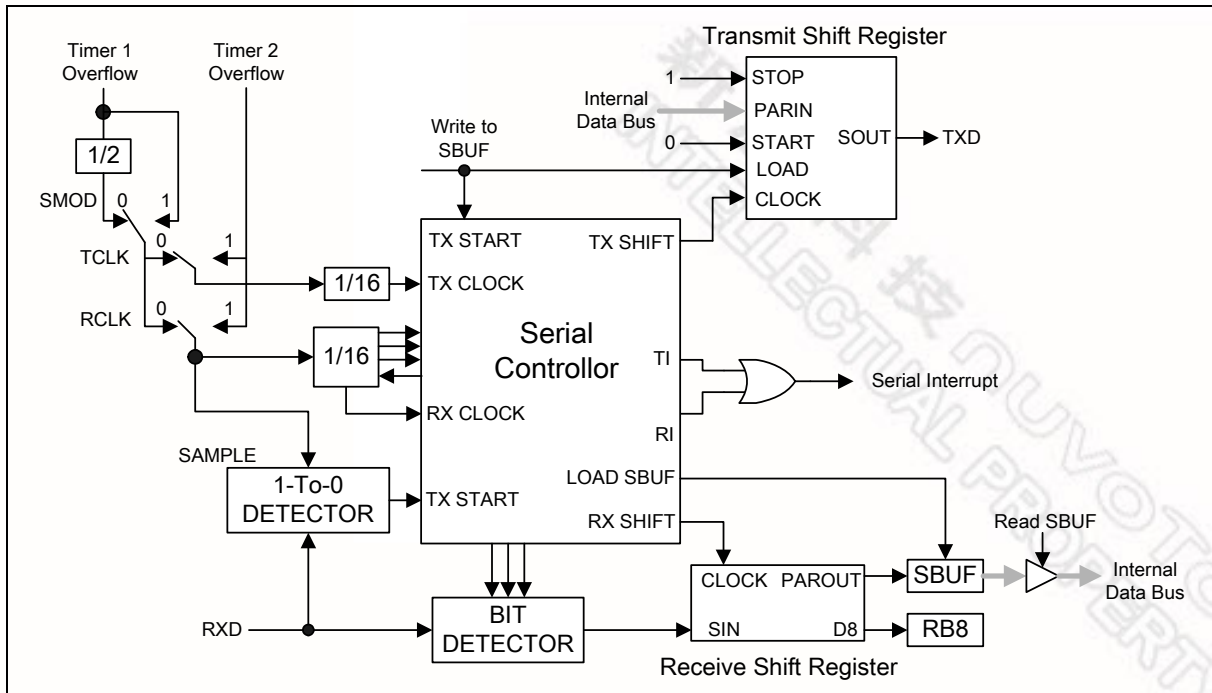 Timer 1
Overflow
Timer 2
Overflow
1/2
SMOD
0
1
TCLK
0
1
RCLK
0
1
1/16
1/16
SAMPLE
1-To-0
DETECTOR
RXD
Write to
SBUF
TX START
TX CLOCK
RX CLOCK
TX START
Serial
Controllor
TX SHIFT
TI
RI
LOAD SBUF
RX SHIFT
BIT
DETECTOR
Transmit Shift Register
1
Internal
Data Bus
0
STOP
PARIN
START
LOAD
CLOCK
SOUT
TXD
Serial Interrupt
CLOCK
PAROUT
SIN
D8
Receive Shift Register
SBUF
RB8
Read SBUF
Internal
Data Bus
nuvoTo
INTELLECTUAL PROPERTY